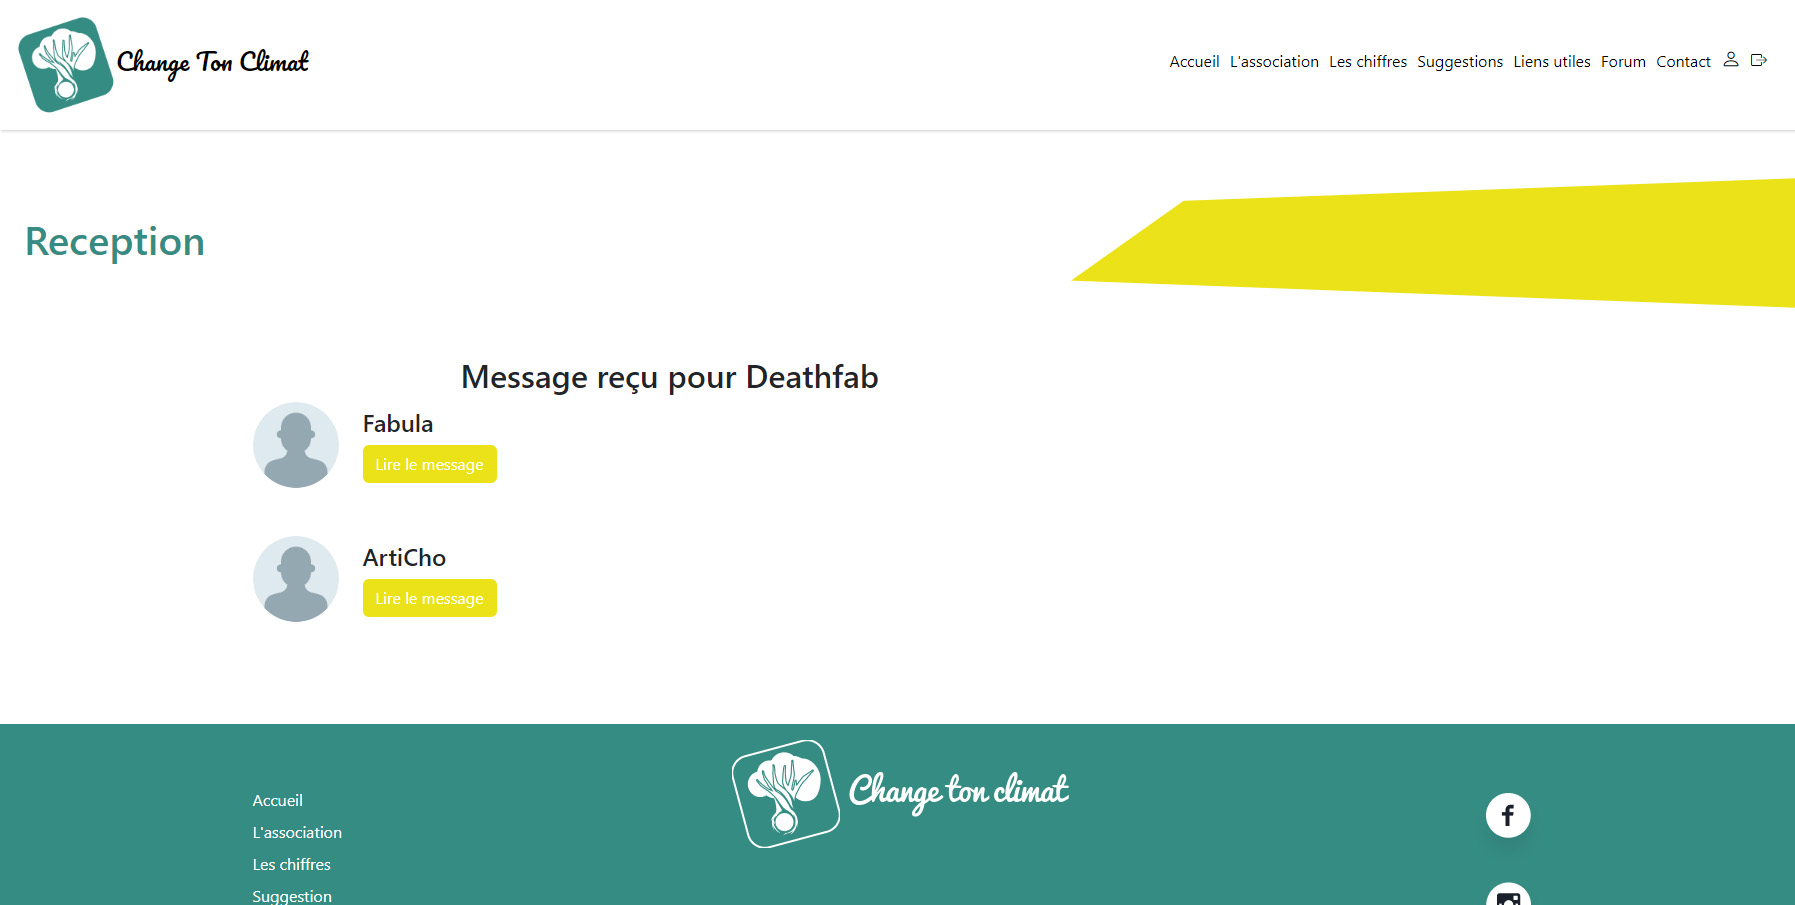 Change Ton Climat
Accueil L'association Les chiffres Suggestions Liens utiles Forum Contact
Reception
Message reçu pour Deathfab
Fabula
Lire le message
ArtiCho
Lire le message
Change ton climat
Accueil
L'association
Les chiffres
Suggestion